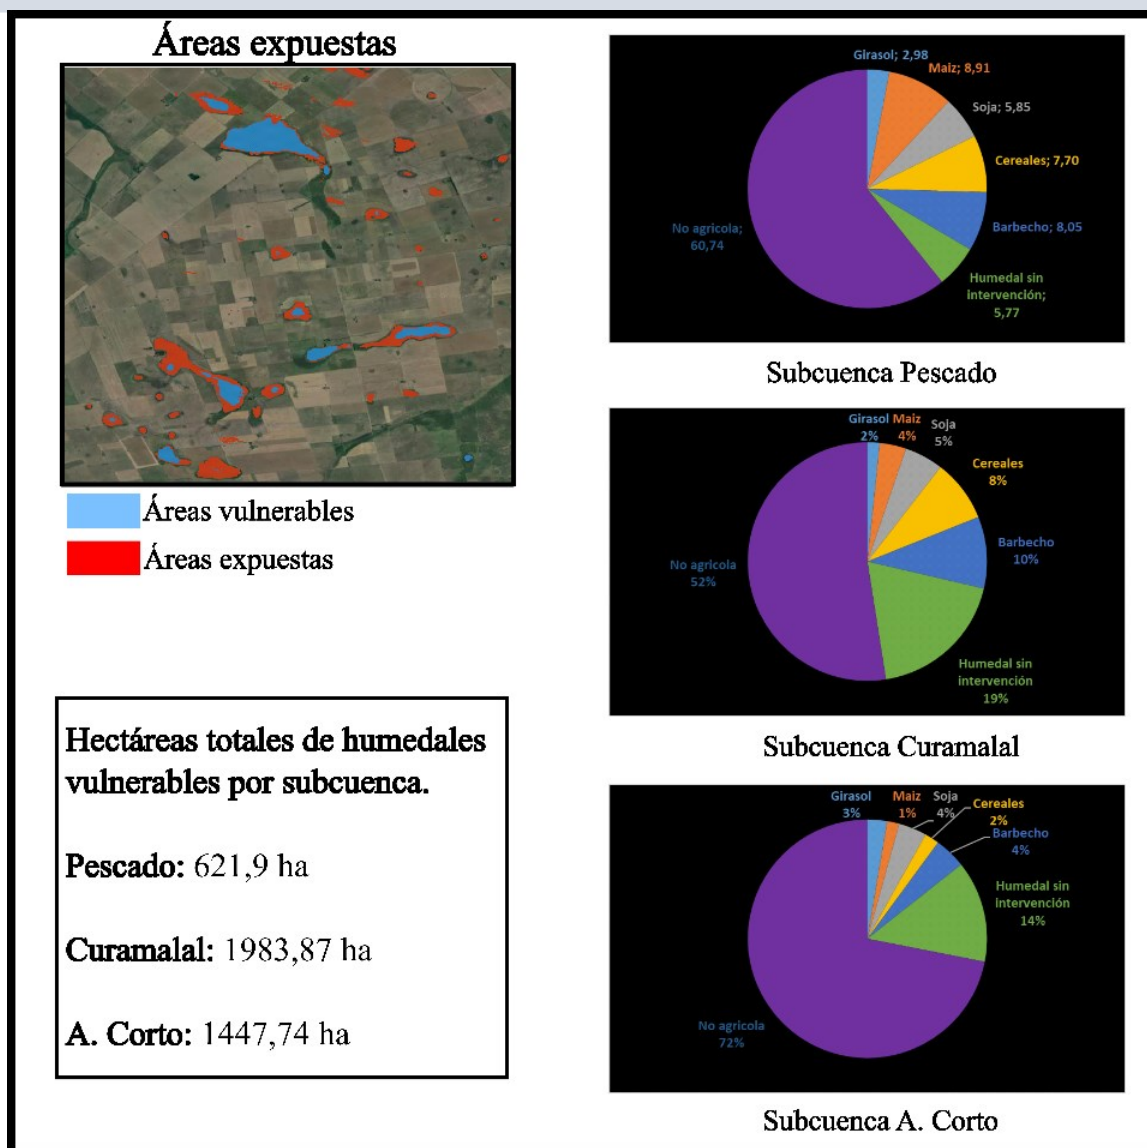 Áreas expuestas
Áreas vulnerables
Áreas expuestas
Hectáreas totales de humedales
vulnerables por subcuenca.
Pescado: 621,9 ha
Curamalal: 1983,87 ha
A. Corto: 1447,74 ha
Girasol; 2,98
Maiz; 8,91
Soja; 5,85
Cereales; 7,70
Barbecho; 8,05
Humedal sin
intervención;
5,77
No agricola;
60,74
Subcuenca Pescado
Girasol
2%
Maiz
4%
Soja
5%
Cereales
8%
Barbecho
10%
Humedal sin
intervención
19%
No agricola
52%
Subcuenca Curamalal
Girasol
3%
Maiz
1%
Soja
4%
Cereales
2%
Barbecho
4%
Humedal sin
intervención
14%
No agricola
72%
Subcuenca A. Corto